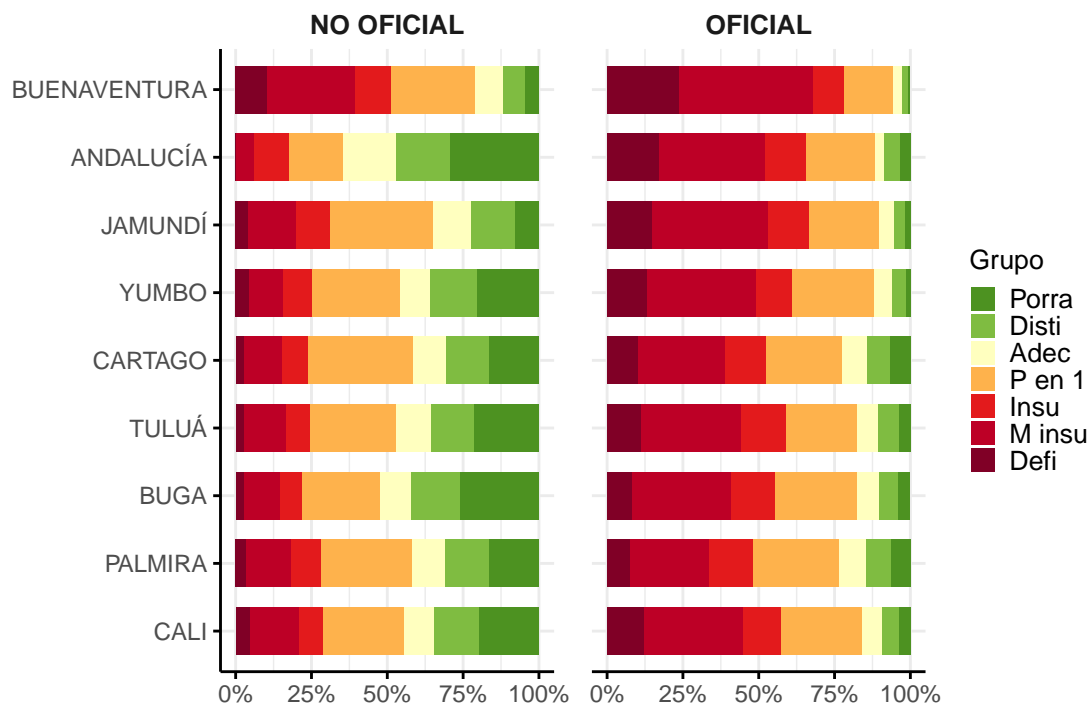 NO OFICIAL
OFICIAL
BUENAVENTURA
ANDALUCÍA
JAMUNDÍ
YUMBO
CARTAGO
TULUÁ
BUGA
PALMIRA
CALI
0% 25% 50% 75% 100%
0% 25% 50% 75% 100%
Grupo
Porra
Disti
Adec
P en 1
Insu
M insu
Defi